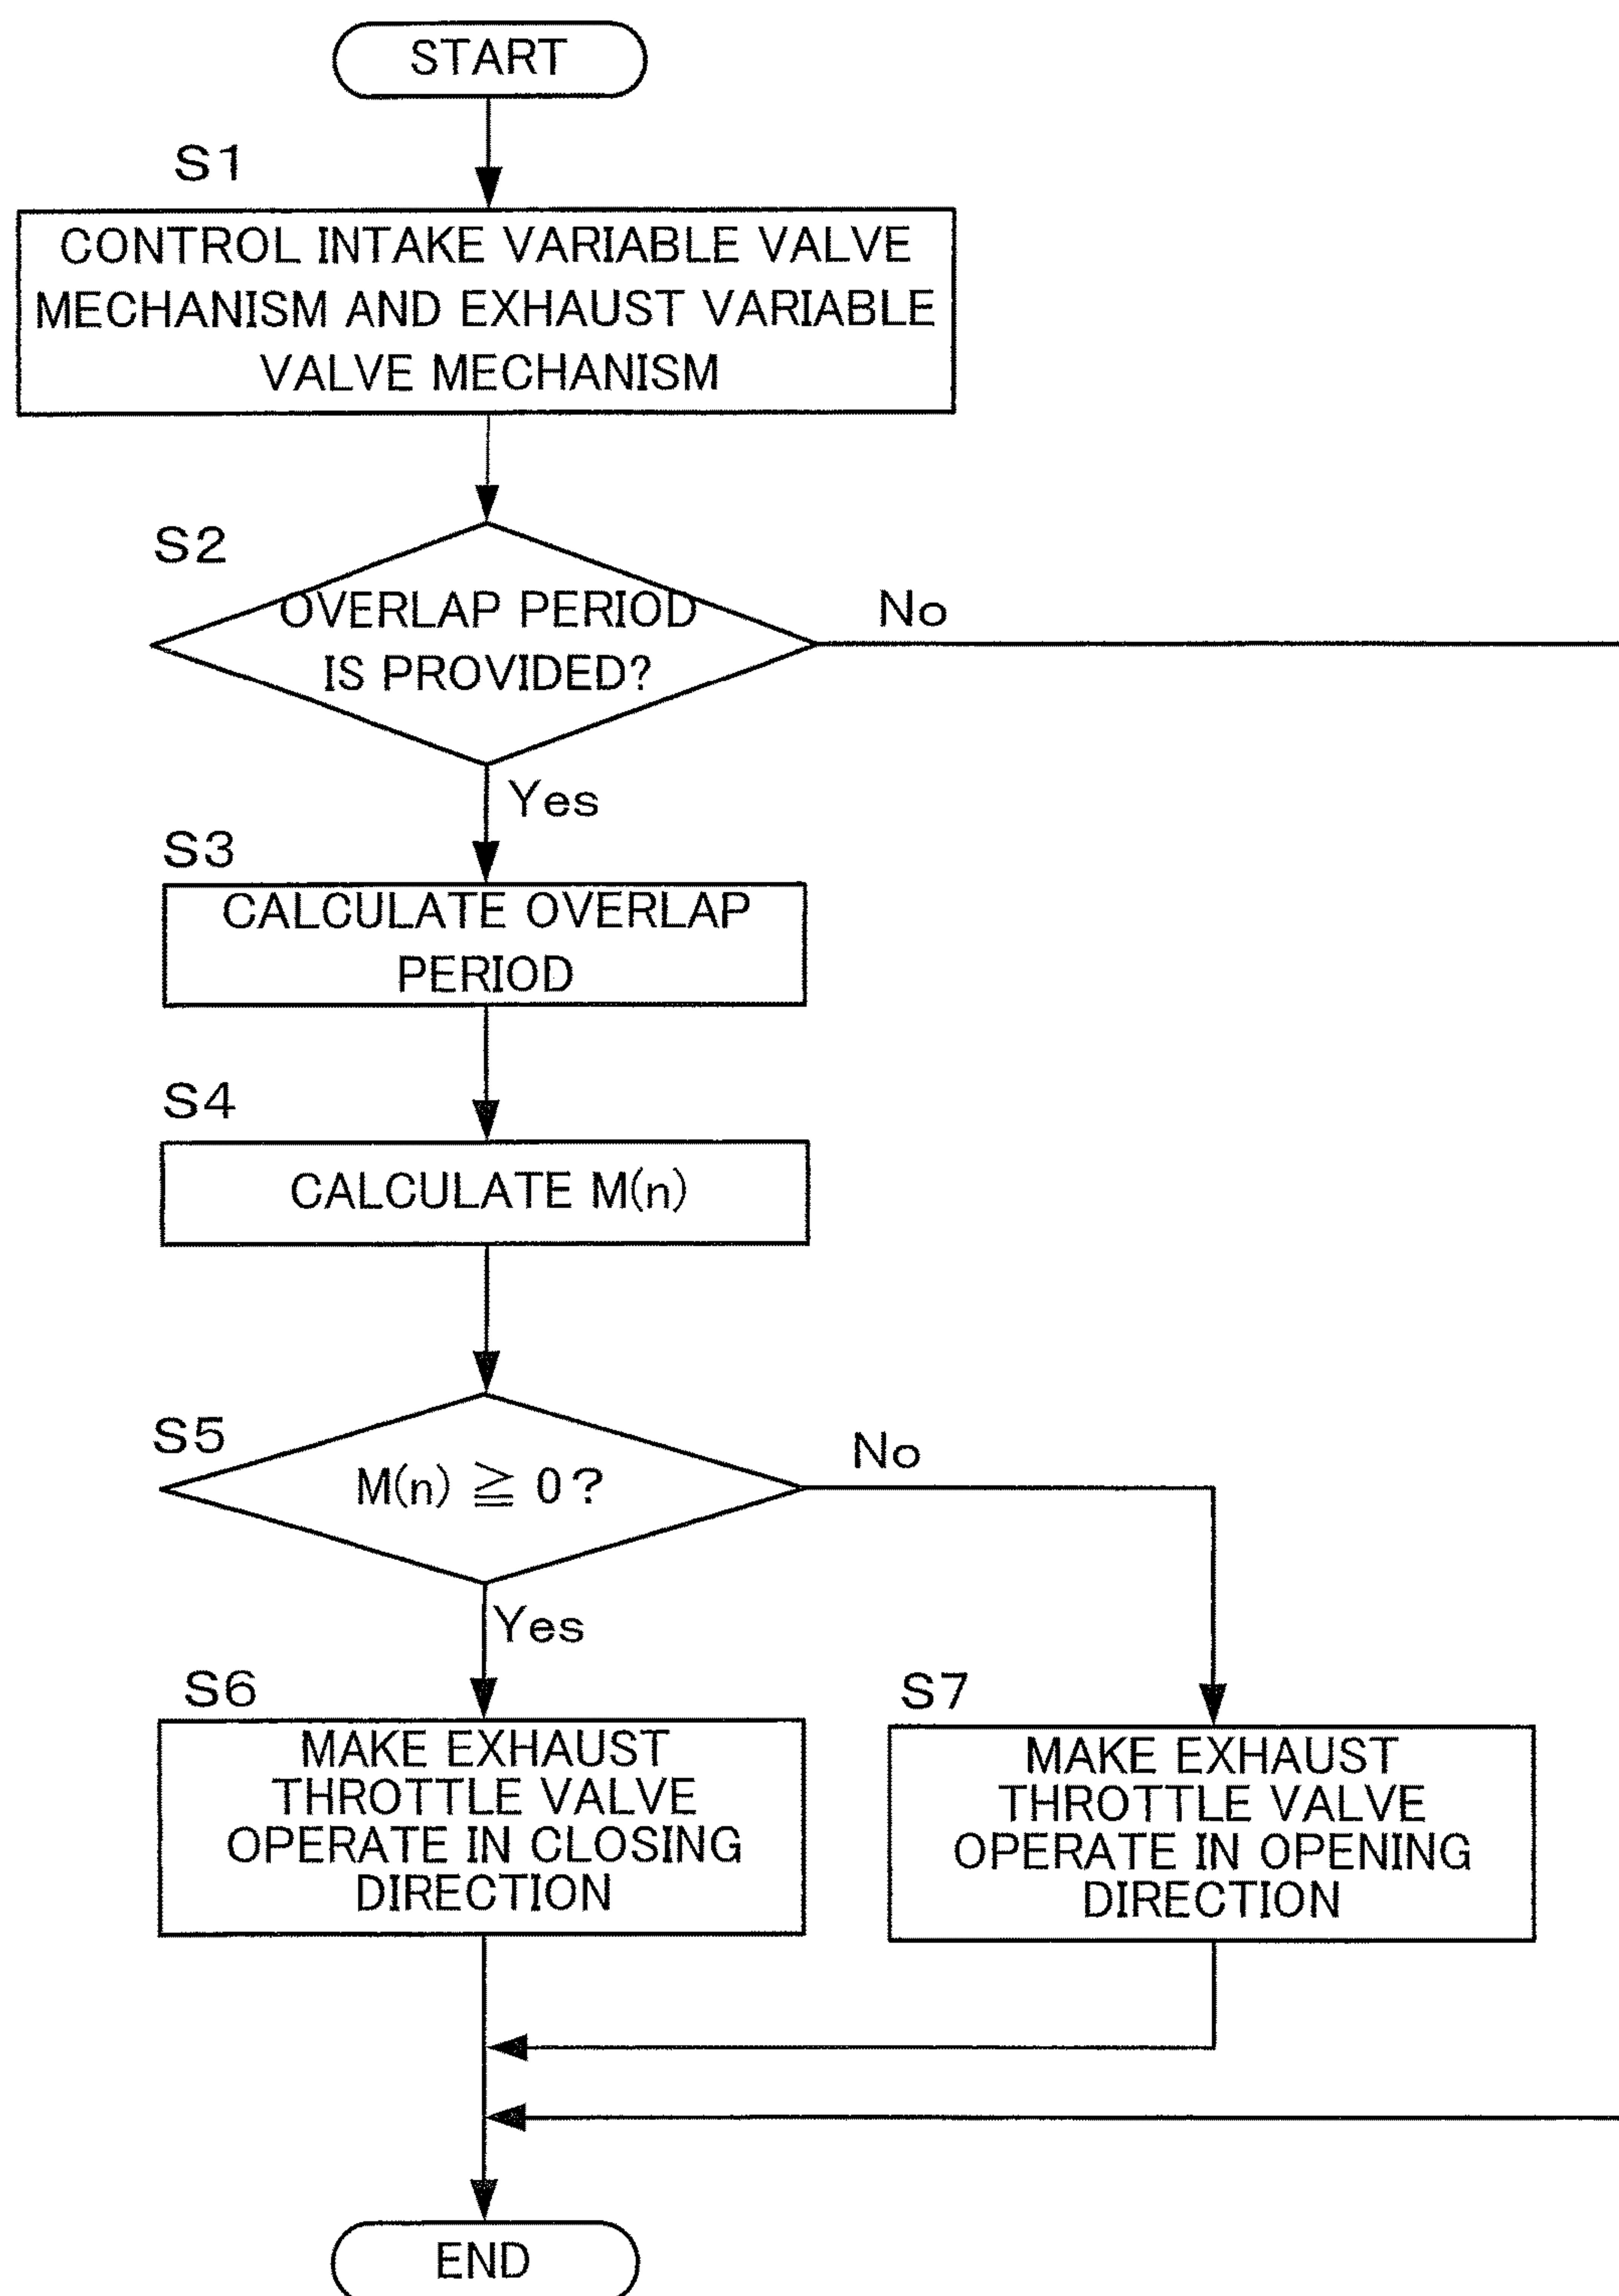 START
S1
CONTROL INTAKE VARIABLE VALVE
MECHANISM AND EXHAUST VARIABLE
VALVE MECHANISM
S2
OVERLAP PERIOD
IS PROVIDED?
No
Yes
S3
CALCULATE OVERLAP
PERIOD
S4
CALCULATE M(n)
S5
M(n) ≧ 0?
No
Yes
S6
MAKE EXHAUST
THROTTLE VALVE
OPERATE IN CLOSING
DIRECTION
S7
MAKE EXHAUST
THROTTLE VALVE
OPERATE IN OPENING
DIRECTION
END